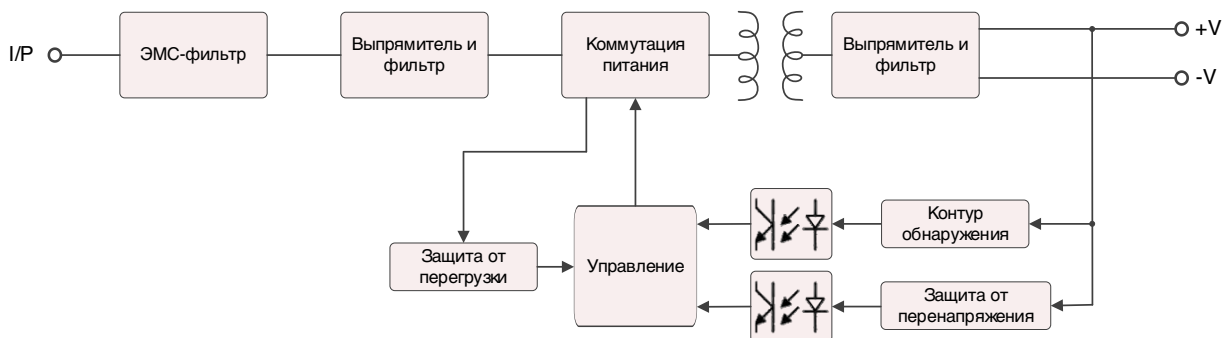 I/P
ЭМС-фильтр
Выпрямитель и
фильтр
Коммутация
питания
Выпрямитель и
фильтр
+V
-V
Контур
обнаружения
Защита от
перегрузки
Управление
Защита от
перенапряжения